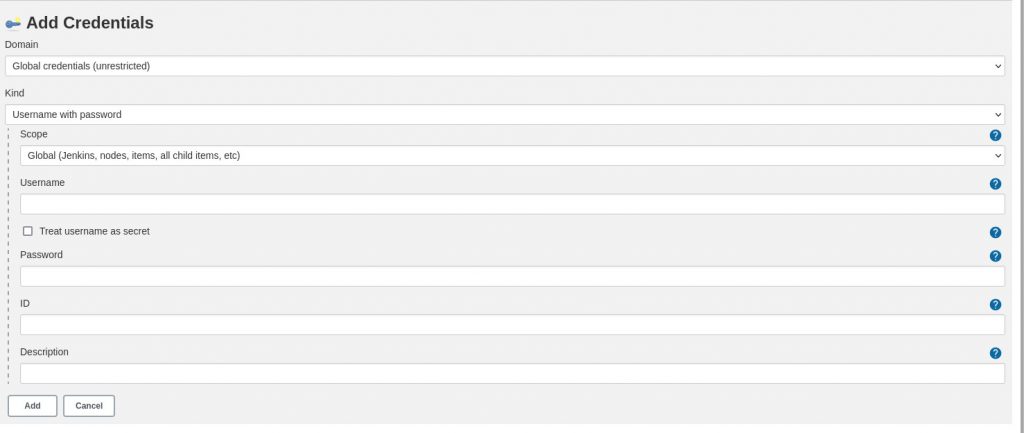 Add Credentials
Domain
Global credentials (unrestricted)
Kind
Username with password
Scope
?
Global (Jenkins, nodes, items, all child items, etc)
Username
?
Treat username as secret
?
Password
?
ID
?
Description
?
Add Cancel